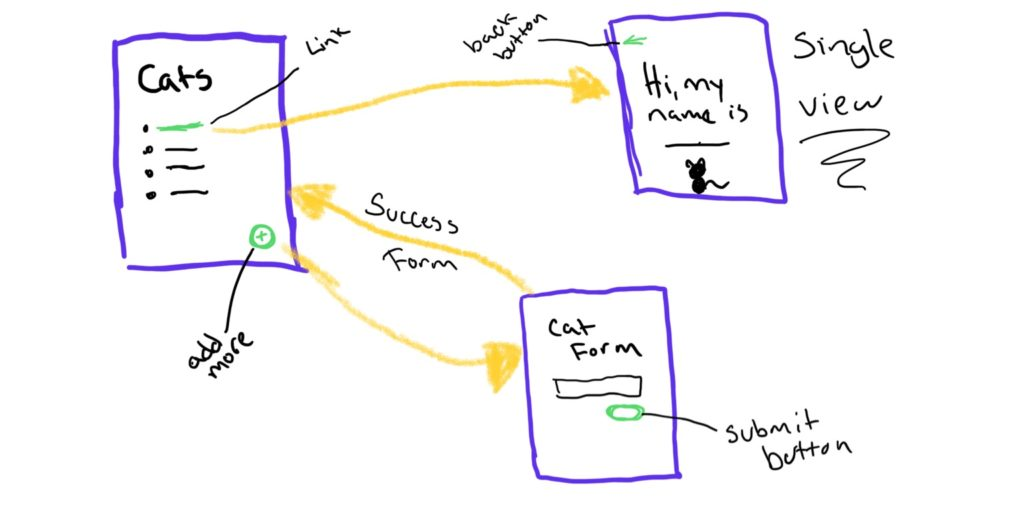 Cats
Link
back
button
Hi, my
name is
Single
view
Success
Form
add
more
Cat
Form
submit
button